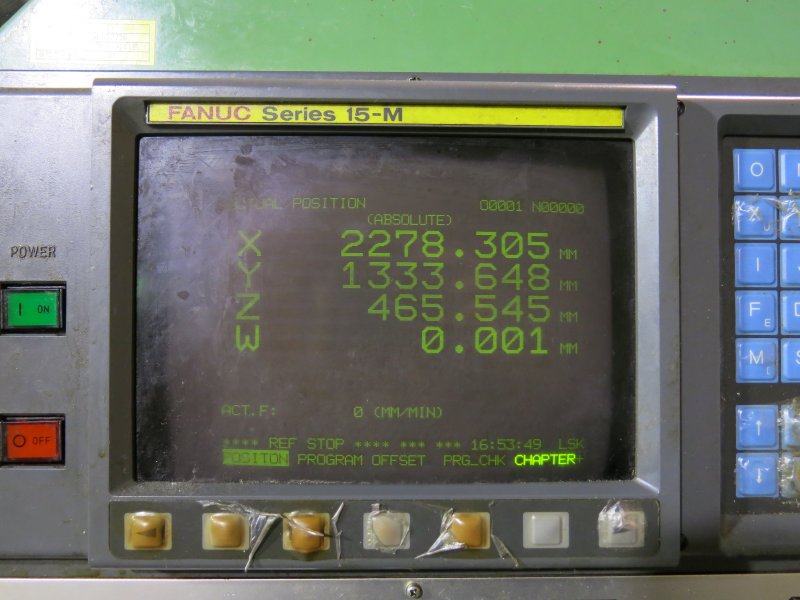 FANUC Series 15-M
TUAL POSITION O0001 N00000
(ABSOLUTE)
X 2278.305 MM
Y 1333.648 MM
Z 465.545 MM
W 0.001 MM
ACT.F: 0 (MM/MIN)
**** REF STOP **** *** *** 16:53:49 LSK
POSITON PROGRAM OFFSET PRG_CHK CHAPTER+
POWER
I ON
O OFF
O
X U
I
F E
M
↑
↓